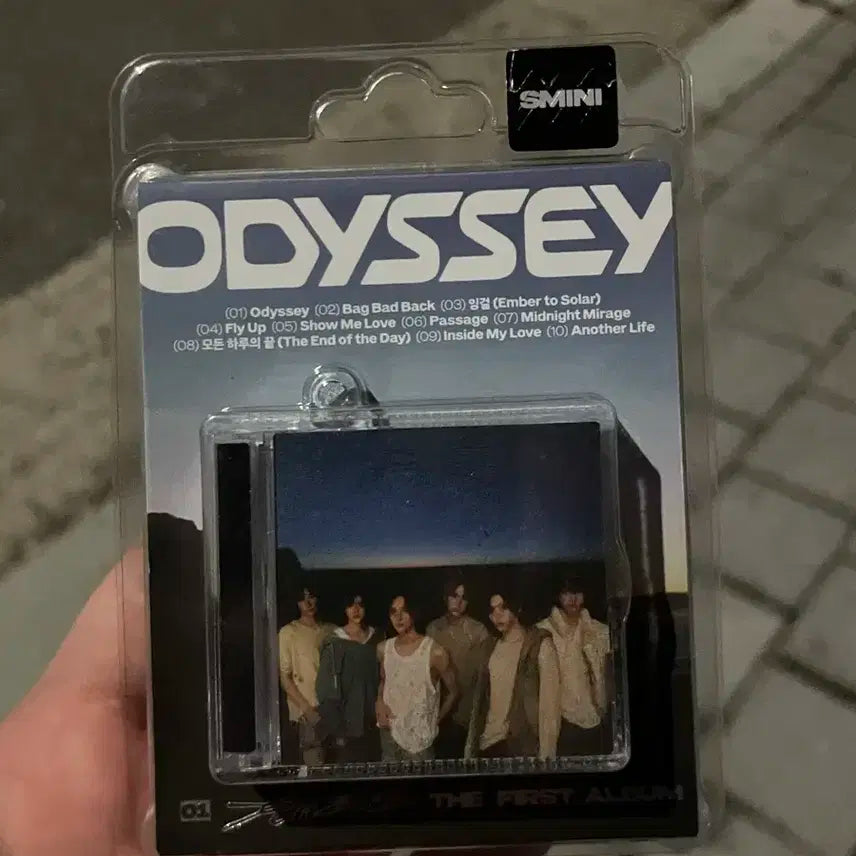 SMINI
ODYSSEY
(01) Odyssey (02) Bag Bad Back (03) 잉걸 (Ember to Solar)
(04) Fly Up (05) Show Me Love (06) Passage (07) Midnight Mirage
(08) 모든 하루의 끝 (The End of the Day) (09) Inside My Love (10) Another Life
01 THE FIRST ALBUM